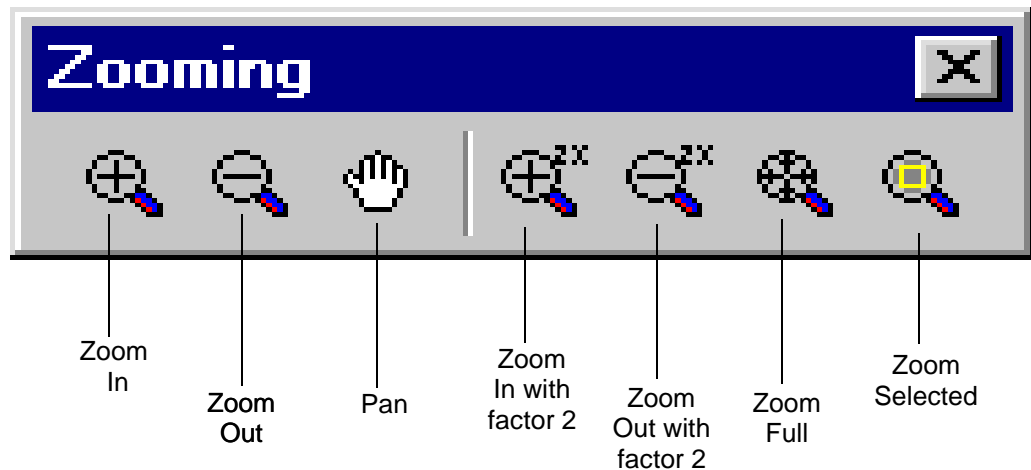 Zooming
2X
2X
Zoom
In
Zoom
Out
Pan
Zoom
In with
factor 2
Zoom
Out with
factor 2
Zoom
Full
Zoom
Selected